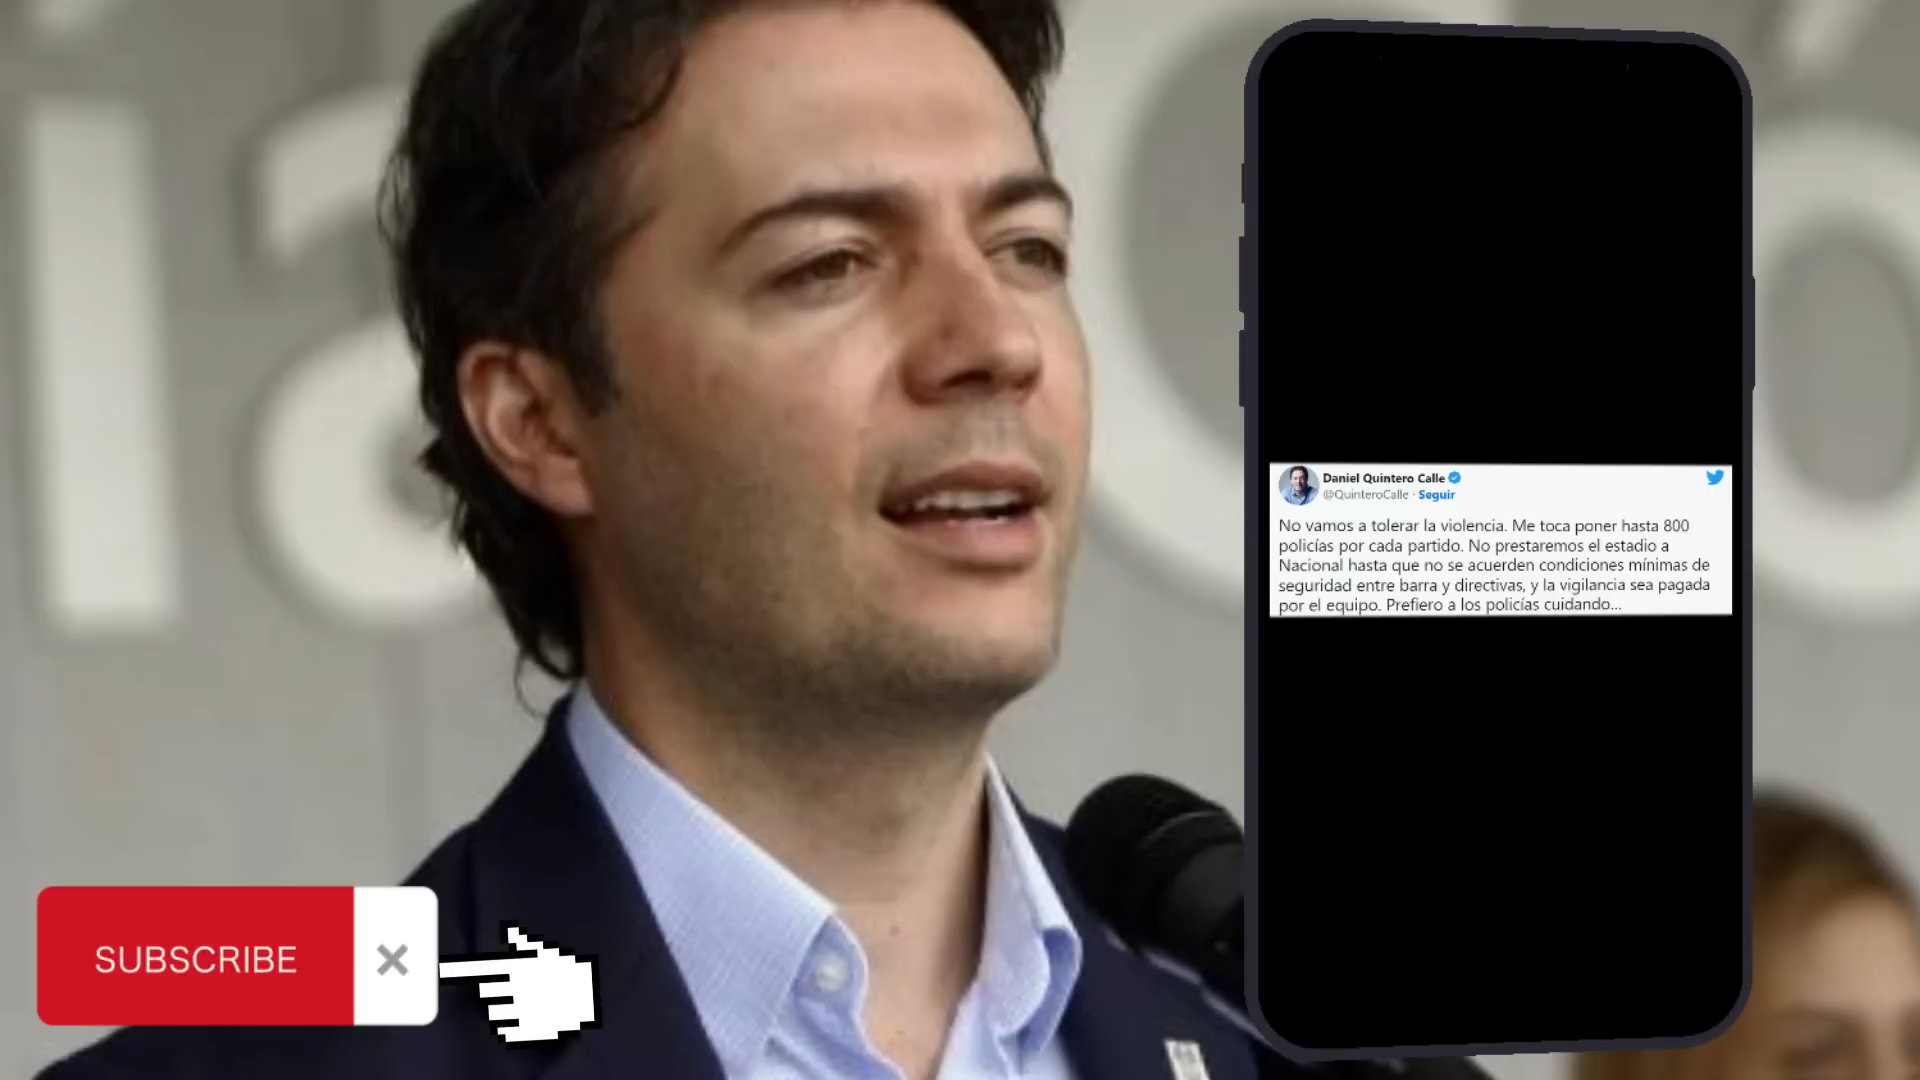 Daniel Quintero Calle
@QuinteroCalle · Seguir
No vamos a tolerar la violencia. Me toca poner hasta 800
policías por cada partido. No prestaremos el estadio a
Nacional hasta que no se acuerden condiciones mínimas de
seguridad entre barra y directivas, y la vigilancia sea pagada
por el equipo. Prefiero a los policías cuidando...
SUBSCRIBE